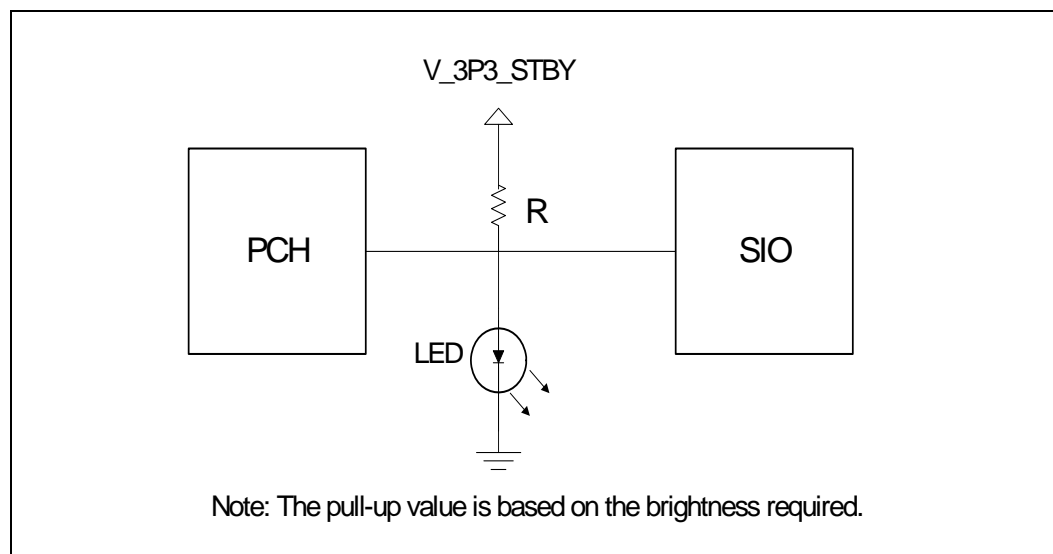 V_3P3_STBY
R
PCH
SIO
LED
Note: The pull-up value is based on the brightness required.